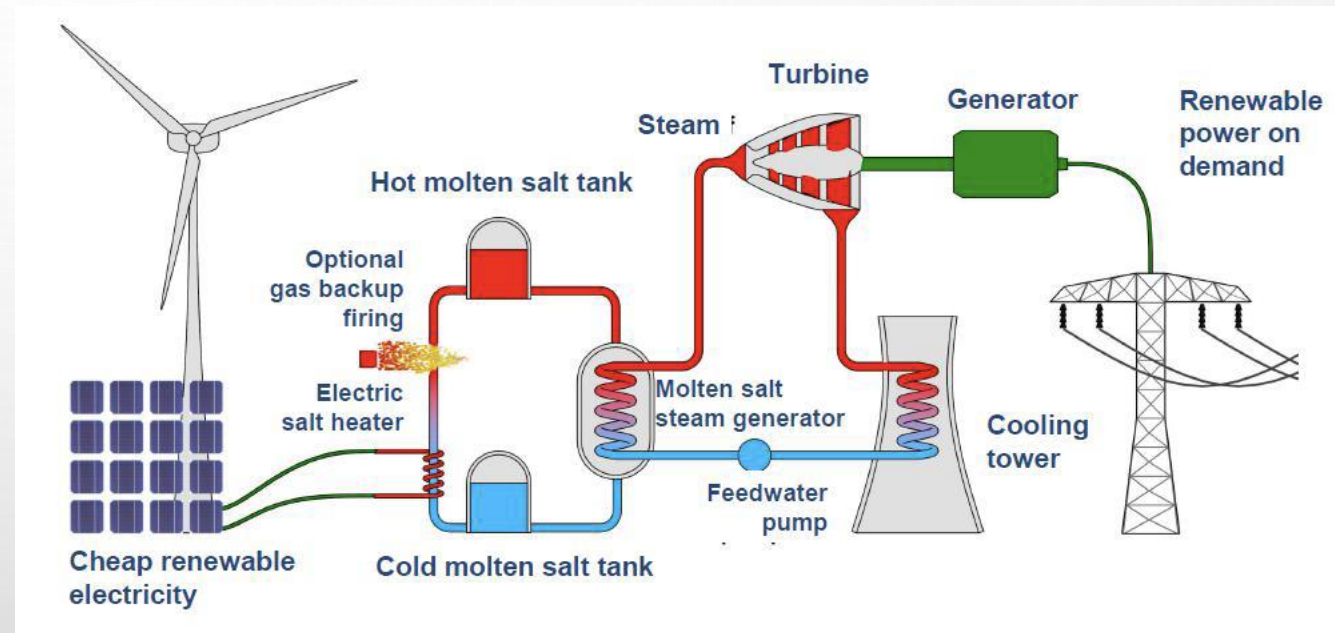 Turbine
Generator
Renewable
power on
demand
Steam
Hot molten salt tank
Optional
gas backup
firing
Electric
salt heater
Molten salt
steam generator
Cooling
tower
Feedwater
pump
Cheap renewable
electricity
Cold molten salt tank